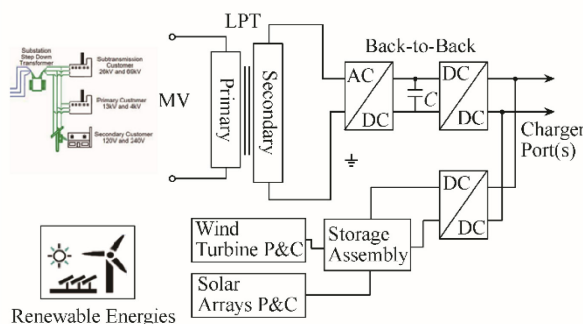 LPT
Substation
Step Down
Transformer
Subtransmission
Customer
26kV and 66kV
Primary Customer
13kV and 4kV
Secondary Customer
120V and 240V
MV
Primary
Secondary
Back-to-Back
AC
DC
C
DC
DC
Charger
Port(s)
DC
DC
Wind
Turbine P&C
Storage
Assembly
Solar
Arrays P&C
Renewable Energies